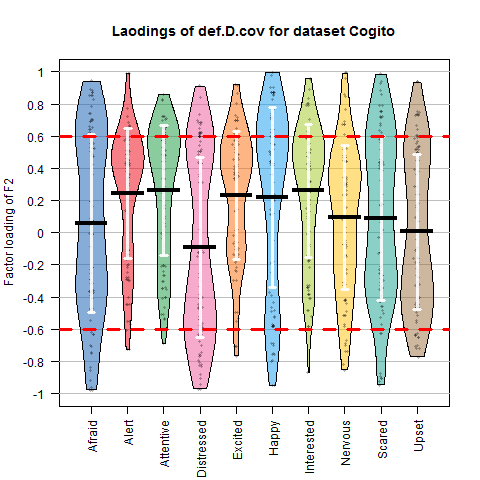 Laodings of def.D.cov for dataset Cogito
Factor loading of F2
1
0.8
0.6
0.4
0.2
0
-0.2
-0.4
-0.6
-0.8
-1
Afraid
Alert
Attentive
Distressed
Excited
Happy
Interested
Nervous
Scared
Upset